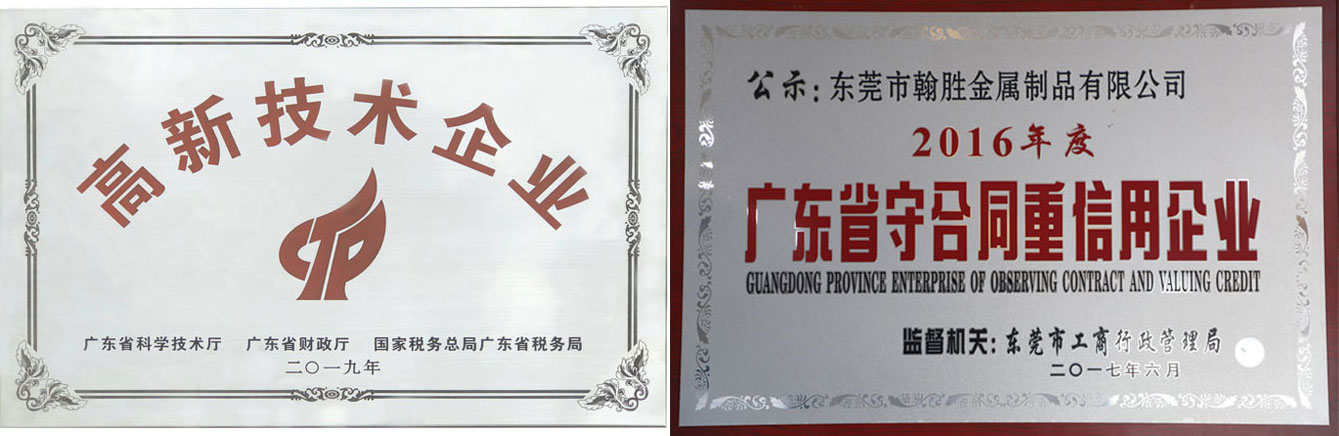 高新技术企业
广东省科学技术厅 广东省财政厅 国家税务总局广东省税务局
二〇一九年
公示:东莞市翰胜金属制品有限公司
2016年度
广东省守合同重信用企业
GUANGDONG PROVINCE ENTERPRISE OF OBSERVING CONTRACT AND VALUING CREDIT
监督机关:东莞市工商行政管理局
二〇一七年六月